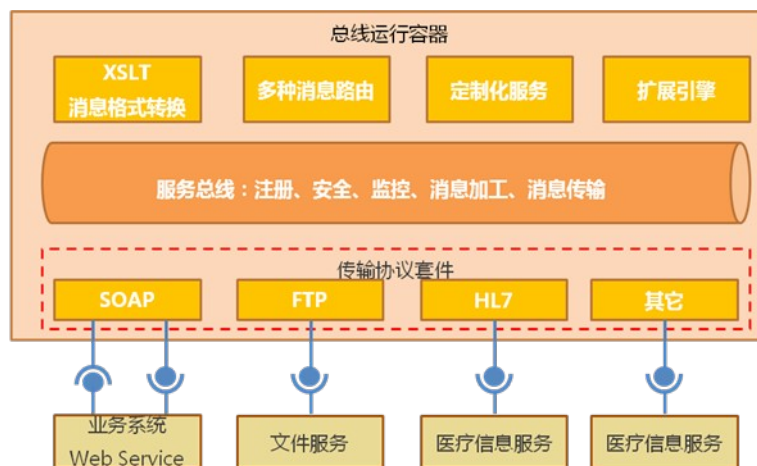 总线运行容器
XSLT
消息格式转换
多种消息路由
定制化服务
扩展引擎
服务总线：注册、安全、监控、消息加工、消息传输
传输协议套件
SOAP
FTP
HL7
其它
业务系统
Web Service
文件服务
医疗信息服务
医疗信息服务